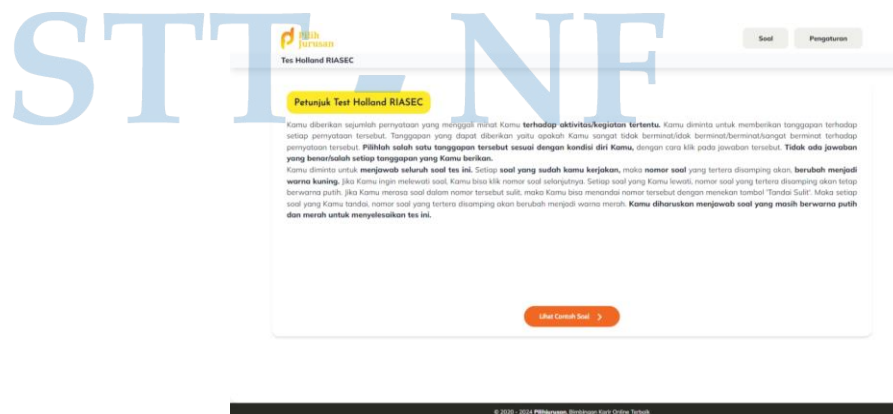 STT - NF
Pilih
Jurusan
Soal
Pengaturan
Tes Holland RIASEC
Petunjuk Test Holland RIASEC
Kamu diberikan sejumlah pernyataan yang menggali minat Kamu terhadap aktivitas/kegiatan tertentu. Kamu diminta untuk memberikan tanggapan terhadap
setiap pernyataan tersebut. Tanggapan yang dapat diberikan yaitu apakah Kamu sangat tidak berminat/tidak berminat/berminat/sangat berminat terhadap
pernyataan tersebut. Pilihlah salah satu tanggapan tersebut sesuai dengan kondisi diri Kamu, dengan cara klik pada jawaban tersebut. Tidak ada jawaban
yang benar/salah setiap tanggapan yang Kamu berikan.
Kamu diminta untuk menjawab seluruh soal tes ini. Setiap soal yang sudah kamu kerjakan, maka nomor soal yang tertera disamping akan, berubah menjadi
warna kuning. Jika Kamu ingin melewati soal, Kamu bisa klik nomor soal selanjutnya. Setiap soal yang Kamu lewati, nomor soal yang tertera disamping akan tetap
berwarna putih. Jika Kamu merasa soal dalam nomor tersebut sulit, maka Kamu bisa menandai nomor tersebut dengan menekan tombol 'Tandai Sulit'. Maka setiap
soal yang Kamu tandai, nomor soal yang tertera disamping akan berubah menjadi warna merah. Kamu diharuskan menjawab soal yang masih berwarna putih
dan merah untuk menyelesaikan tes ini.
Lihat Contoh Soal
© 2020 - 2024 Pilihjurusan. Bimbingan Karir Online Terbaik